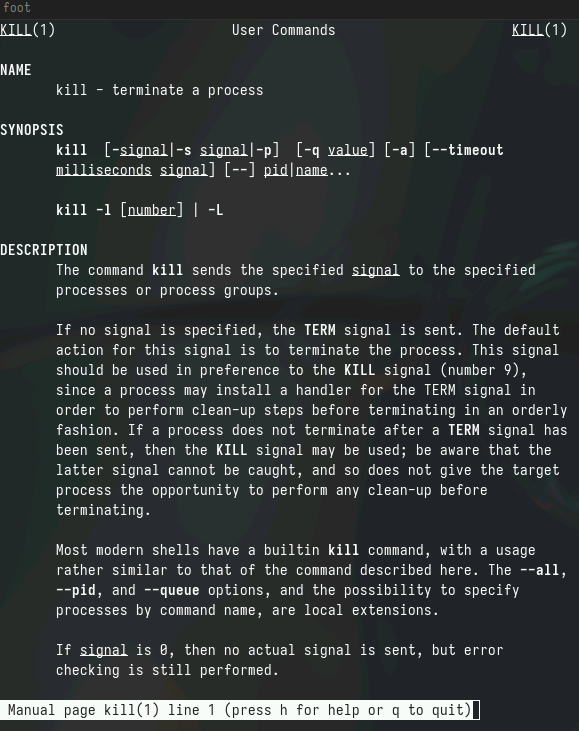 foot
KILL(1) User Commands KILL(1)
NAME
kill - terminate a process
SYNOPSIS
kill [-signal|-s signal|-p] [-q value] [-a] [--timeout
milliseconds signal] [--] pid|name...
kill -l [number] | -L
DESCRIPTION
The command kill sends the specified signal to the specified
processes or process groups.
If no signal is specified, the TERM signal is sent. The default
action for this signal is to terminate the process. This signal
should be used in preference to the KILL signal (number 9),
since a process may install a handler for the TERM signal in
order to perform clean-up steps before terminating in an orderly
fashion. If a process does not terminate after a TERM signal has
been sent, then the KILL signal may be used; be aware that the
latter signal cannot be caught, and so does not give the target
process the opportunity to perform any clean-up before
terminating.
Most modern shells have a builtin kill command, with a usage
rather similar to that of the command described here. The --all,
--pid, and --queue options, and the possibility to specify
processes by command name, are local extensions.
If signal is 0, then no actual signal is sent, but error
checking is still performed.
Manual page kill(1) line 1 (press h for help or q to quit)